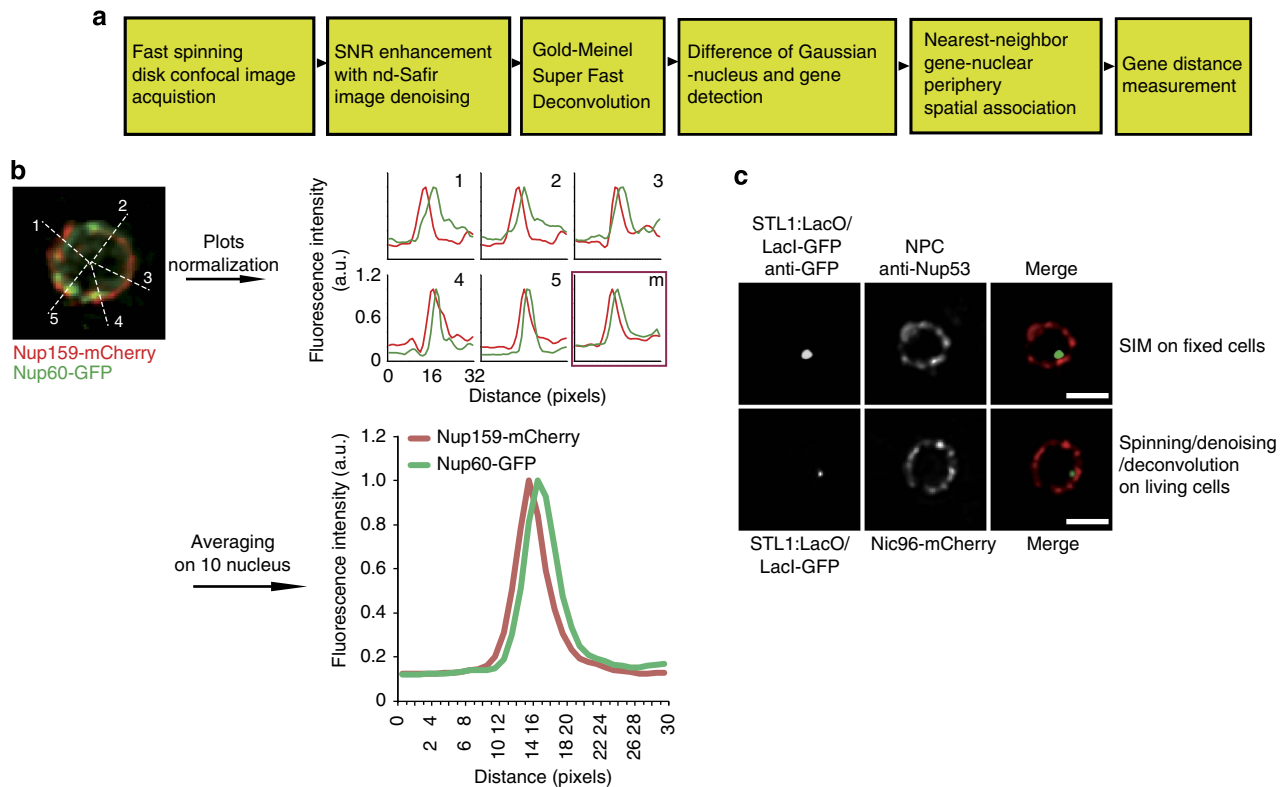 a
Fast spinning
disk confocal image
acquistion
SNR enhancement
with nd-Safir
image denoising
Gold-Meinel
Super Fast
Deconvolution
Difference of Gaussian
-nucleus and gene
detection
Nearest-neighbor
gene-nuclear
periphery
spatial association
Gene distance
measurement
b
1
2
3
4
5
Nup159-mCherry
Nup60-GFP
Plots
normalization
Fluorescence intensity
(a.u.)
1
2
3
4
5
m
1.2
0.6
0
0
16
32
Distance (pixels)
Averaging
on 10 nucleus
Fluorescence intensity (a.u.)
1.2
1.0
0.8
0.6
0.4
0.2
0
Nup159-mCherry
Nup60-GFP
0
2
4
6
8
10
12
14
16
18
20
22
24
26
28
30
Distance (pixels)
c
STL1:LacO/
LacI-GFP
anti-GFP
NPC
anti-Nup53
Merge
SIM on fixed cells
Spinning/denoising
/deconvolution
on living cells
STL1:LacO/
LacI-GFP
Nic96-mCherry
Merge